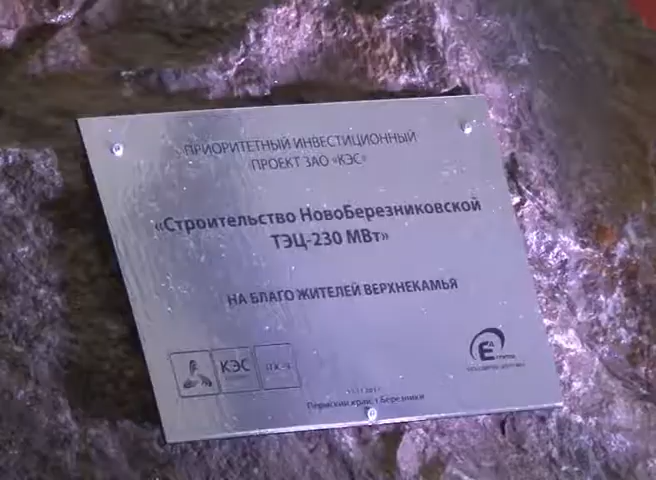 ПРИОРИТЕТНЫЙ ИНВЕСТИЦИОННЫЙ
ПРОЕКТ ЗАО «КЭС»
«Строительство НовоБерезниковской
ТЭЦ-230 МВт»
НА БЛАГО ЖИТЕЛЕЙ ВЕРХНЕКАМЬЯ
КЭС
Пермский край, г.Березники